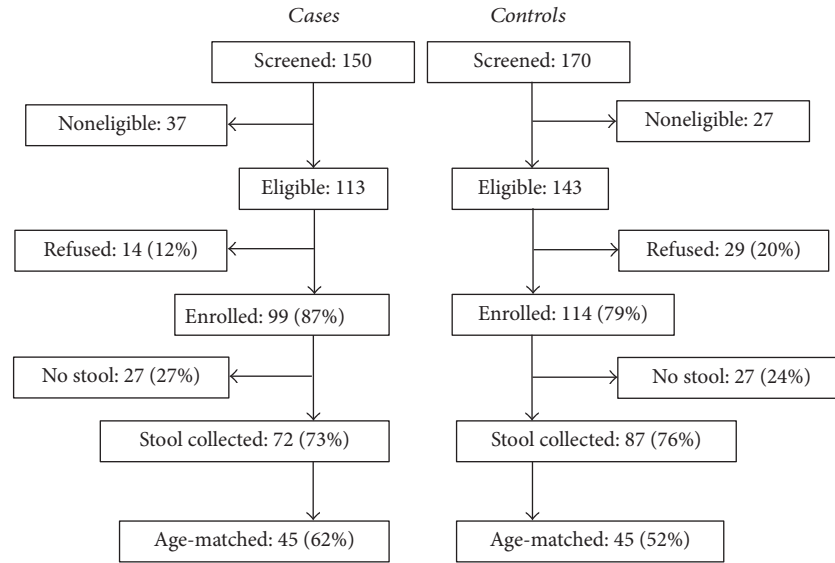 Cases
Controls
Screened: 150
Screened: 170
Noneligible: 37
Noneligible: 27
Eligible: 113
Eligible: 143
Refused: 14 (12%)
Refused: 29 (20%)
Enrolled: 99 (87%)
Enrolled: 114 (79%)
No stool: 27 (27%)
No stool: 27 (24%)
Stool collected: 72 (73%)
Stool collected: 87 (76%)
Age-matched: 45 (62%)
Age-matched: 45 (52%)